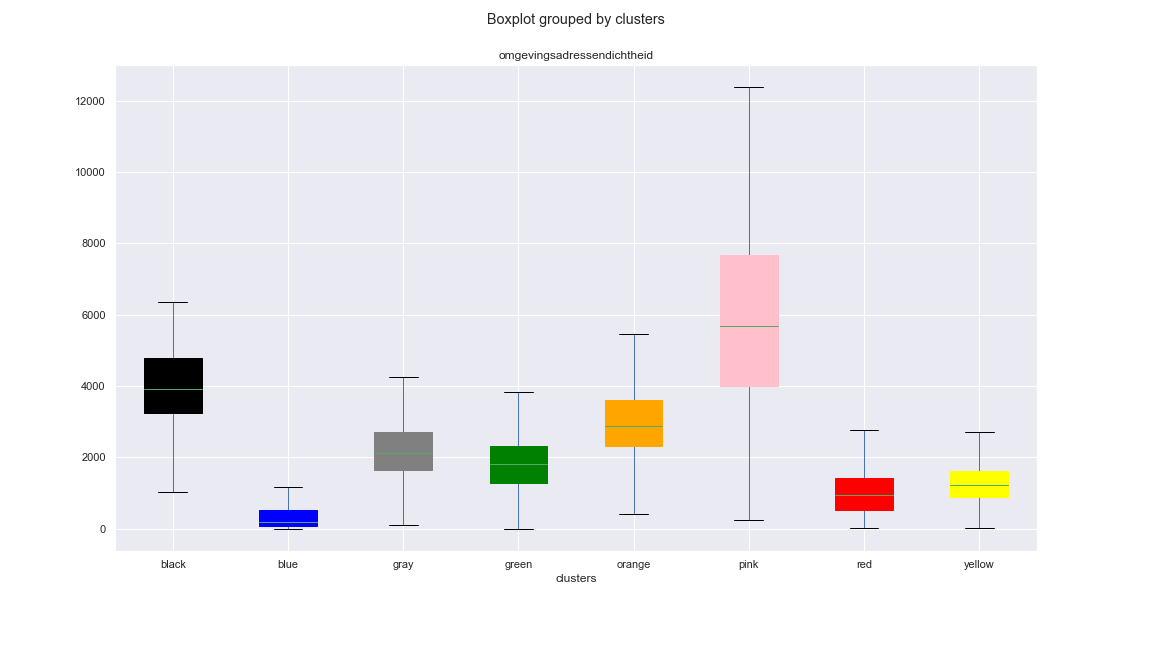 Boxplot grouped by clusters
omgevingsadressendichtheid
12000
10000
8000
6000
4000
2000
0
black blue gray green orange pink red yellow
clusters